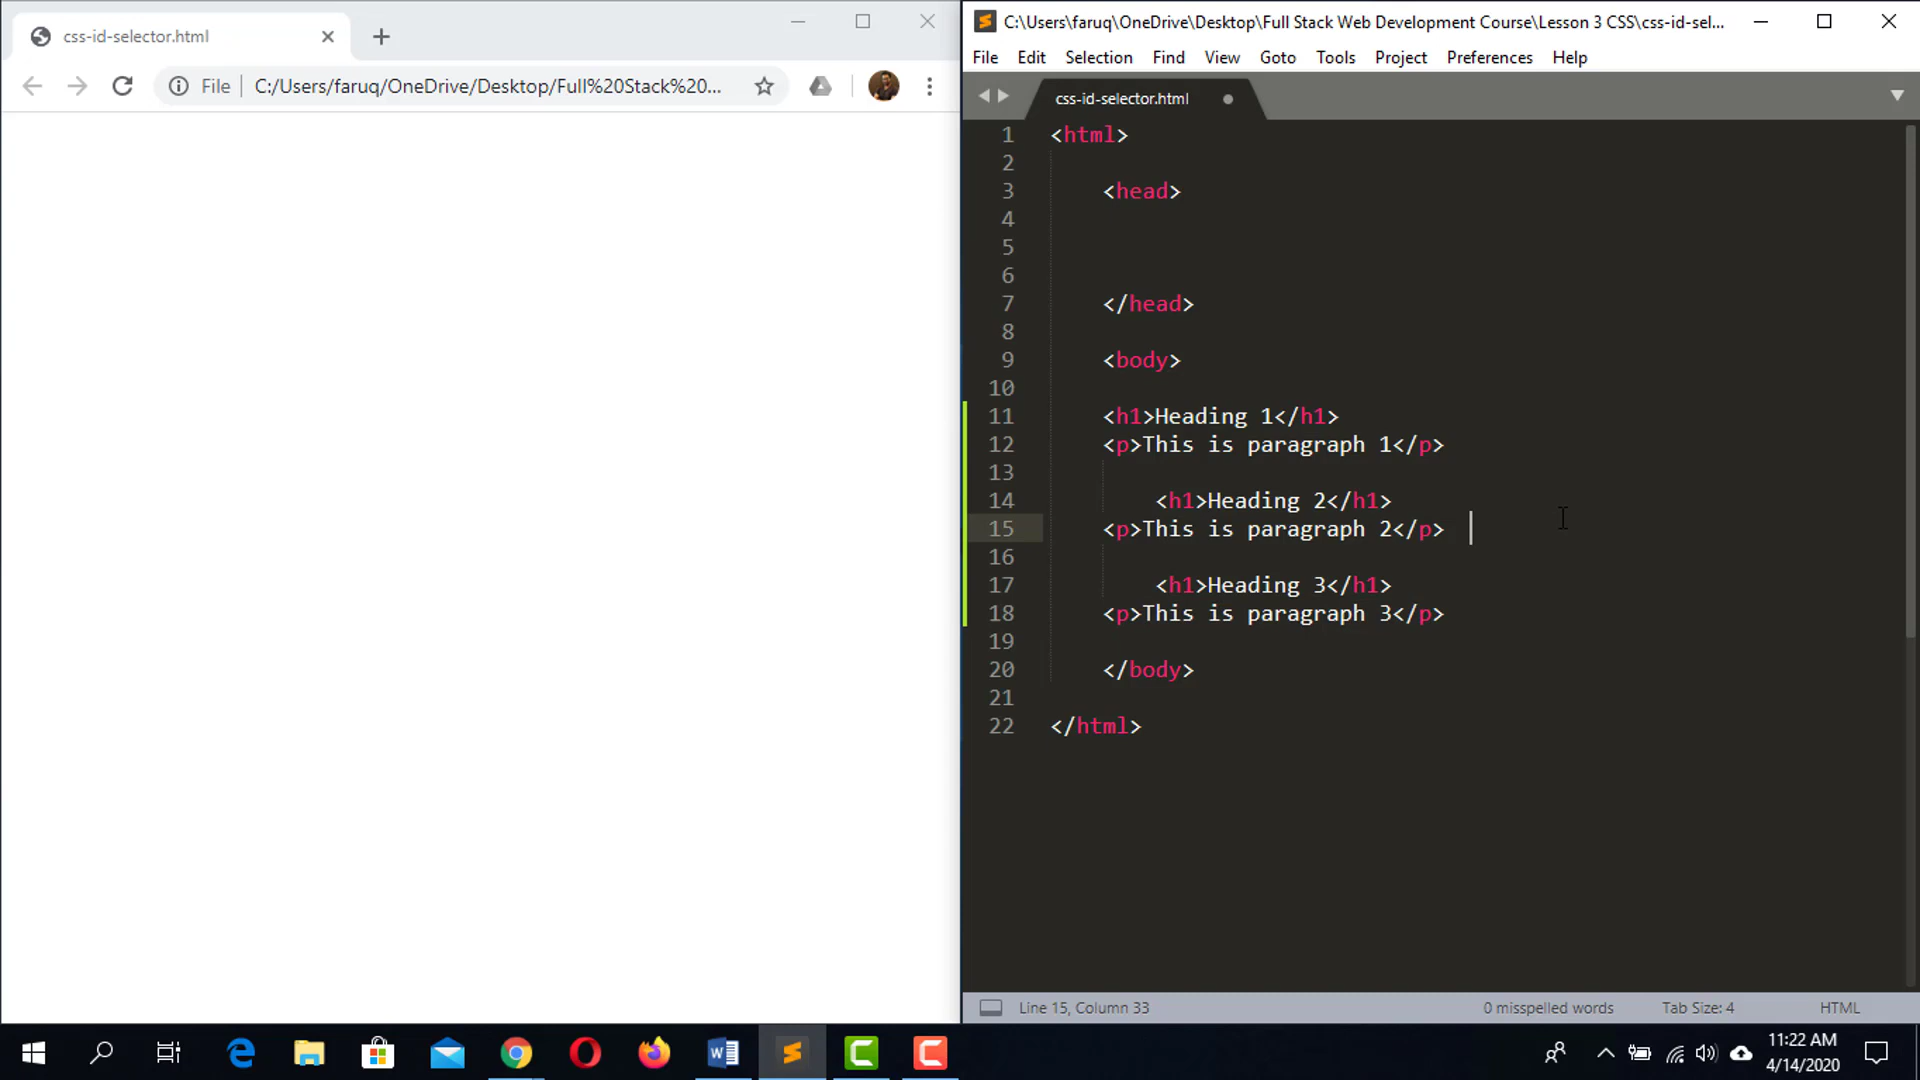 css-id-selector.html
File
C:/Users/faruq/OneDrive/Desktop/Full%20Stack%20...
C:\Users\faruq\OneDrive\Desktop\Full Stack Web Development Course\Lesson 3 CSS\css-id-sel...
File Edit Selection Find View Goto Tools Project Preferences Help
css-id-selector.html
1 <html>
2
3 <head>
4
5
6
7 </head>
8
9 <body>
10
11 <h1>Heading 1</h1>
12 <p>This is paragraph 1</p>
13
14 <h1>Heading 2</h1>
15 <p>This is paragraph 2</p>
16
17 <h1>Heading 3</h1>
18 <p>This is paragraph 3</p>
19
20 </body>
21
22 </html>
Line 15, Column 33
0 misspelled words
Tab Size: 4
HTML
11:22 AM
4/14/2020